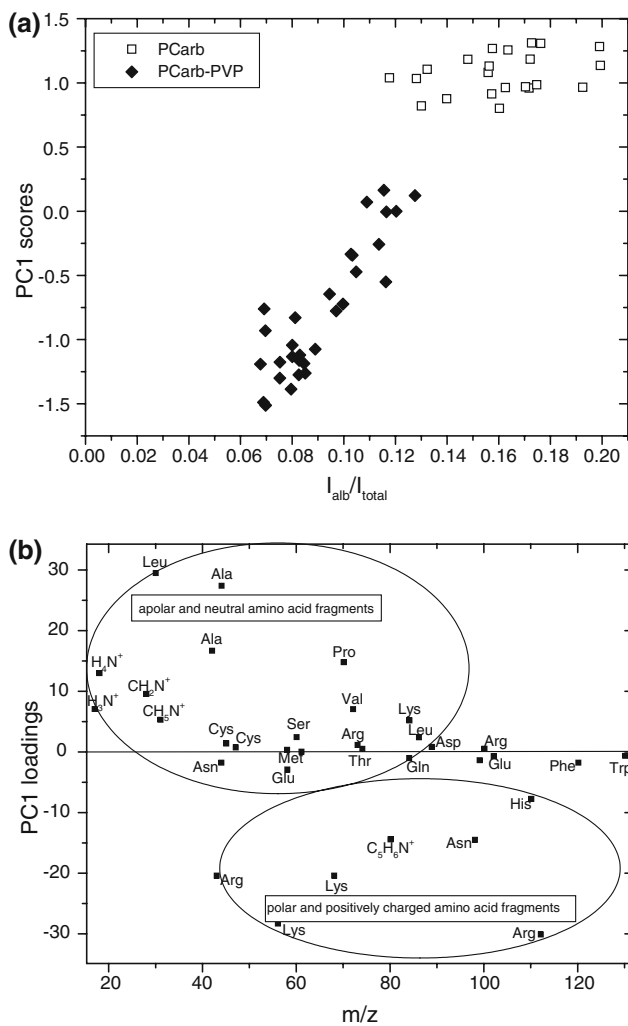 (a)
PCarb
PCarb-PVP
1.5
1.0
0.5
0.0
-0.5
-1.0
-1.5
PC1 scores
0.00 0.02 0.04 0.06 0.08 0.10 0.12 0.14 0.16 0.18 0.20
I_alb/I_total
(b)
30
20
10
0
-10
-20
-30
PC1 loadings
Leu
Ala
apolar and neutral amino acid fragments
Ala
Pro
H₄N⁺
CH₂N⁺
H₃N⁺
CH₅N⁺
Val
Lys
Cys Cys
Ser
Arg
Leu
Asp
Arg
Asn
Met
Glu
Thr
Gln
Glu
Phe
Trp
His
C₅H₆N⁺
Asn
Arg
Lys
polar and positively charged amino acid fragments
Lys
Arg
20 40 60 80 100 120
m/z